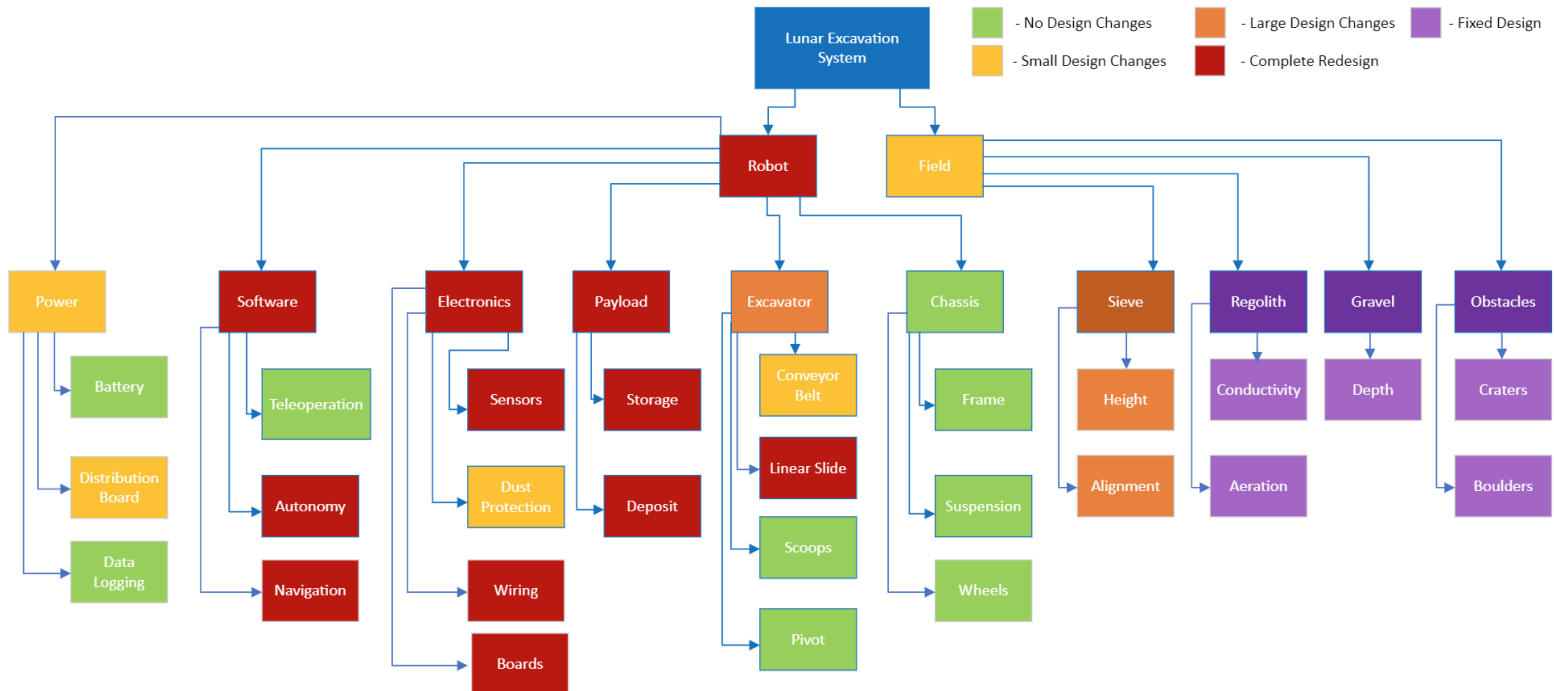 Lunar Excavation
System
- No Design Changes
- Large Design Changes
- Fixed Design
- Small Design Changes
- Complete Redesign
Robot
Field
Power
Software
Electronics
Payload
Excavator
Chassis
Sieve
Regolith
Gravel
Obstacles
Battery
Teleoperation
Sensors
Storage
Conveyor
Belt
Frame
Height
Conductivity
Depth
Craters
Distribution
Board
Autonomy
Dust
Protection
Deposit
Linear Slide
Suspension
Alignment
Aeration
Boulders
Data
Logging
Navigation
Wiring
Scoops
Wheels
Boards
Pivot